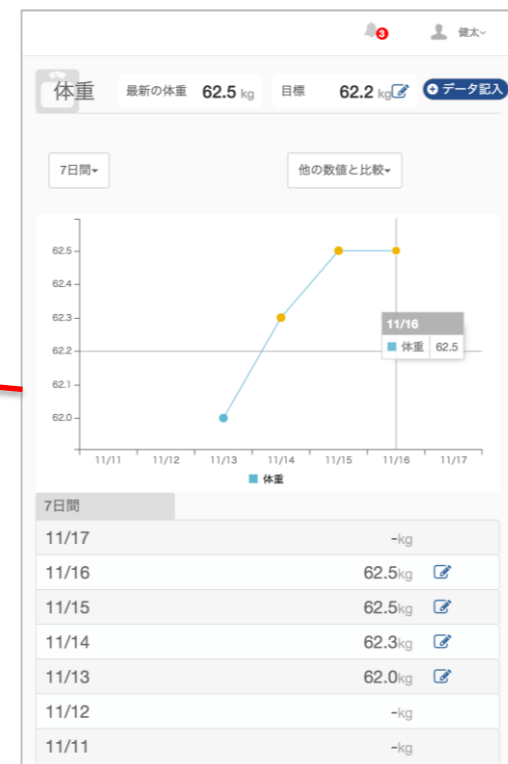 3 健太
体重 最新の体重 62.5 kg 目標 62.2 kg データ記入
7日間 他の数値と比較
62.5
62.4
62.3
62.2
62.1
62.0
11/16
体重 62.5
11/11 11/12 11/13 11/14 11/15 11/16 11/17
体重
7日間
11/17 -kg
11/16 62.5kg
11/15 62.5kg
11/14 62.3kg
11/13 62.0kg
11/12 -kg
11/11 -kg